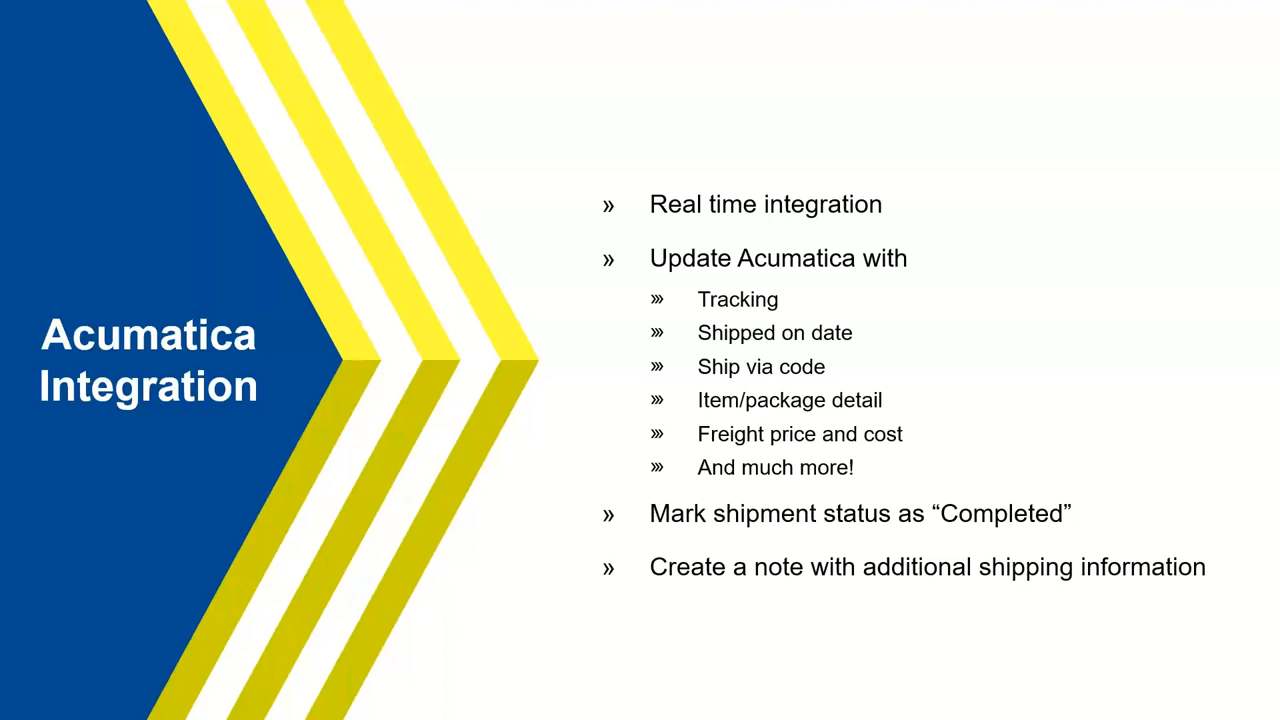 Acumatica
Integration
» Real time integration
» Update Acumatica with
››› Tracking
››› Shipped on date
››› Ship via code
››› Item/package detail
››› Freight price and cost
››› And much more!
» Mark shipment status as “Completed”
» Create a note with additional shipping information